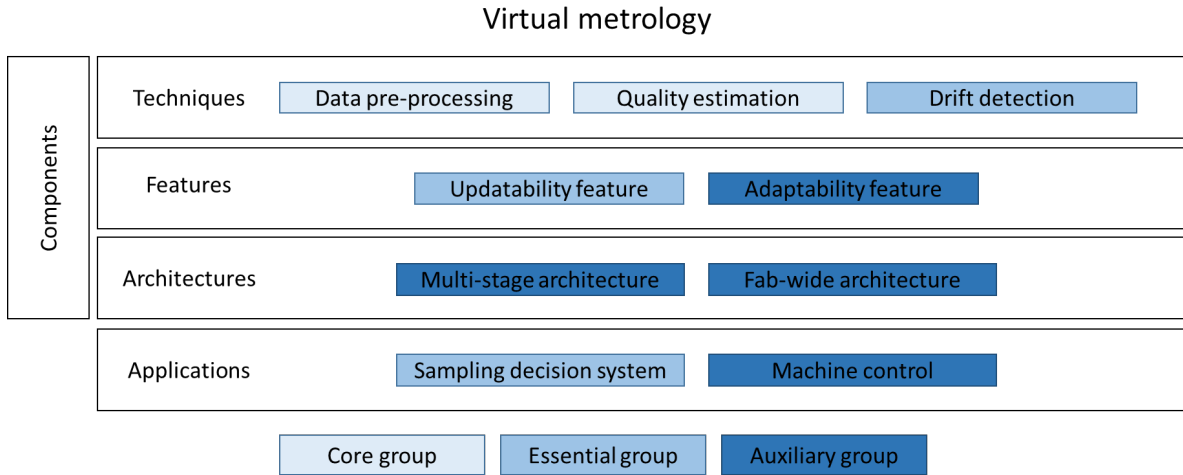 Virtual metrology
Components
Techniques
Data pre-processing
Quality estimation
Drift detection
Features
Updatability feature
Adaptability feature
Architectures
Multi-stage architecture
Fab-wide architecture
Applications
Sampling decision system
Machine control
Core group
Essential group
Auxiliary group